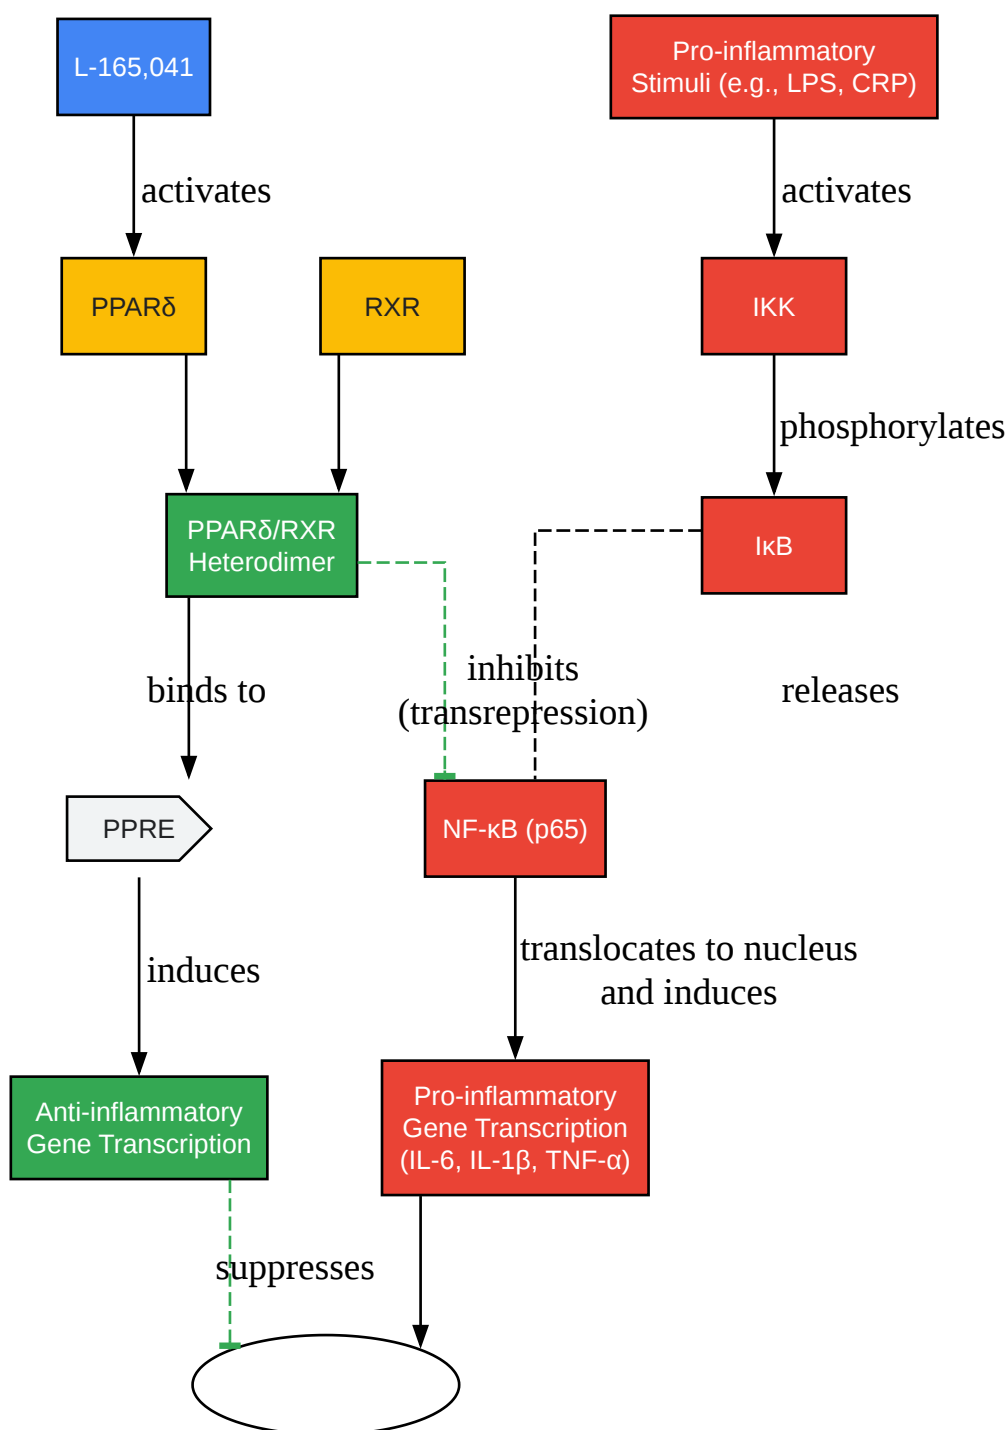 L-165,041
Pro-inflammatory
Stimuli (e.g., LPS, CRP)
activates
activates
PPARδ
RXR
IKK
phosphorylates
PPARδ/RXR
Heterodimer
IκB
binds to
inhibits
(transrepression)
releases
PPRE
NF-κB (p65)
induces
translocates to nucleus
and induces
Anti-inflammatory
Gene Transcription
Pro-inflammatory
Gene Transcription
(IL-6, IL-1β, TNF-α)
suppresses